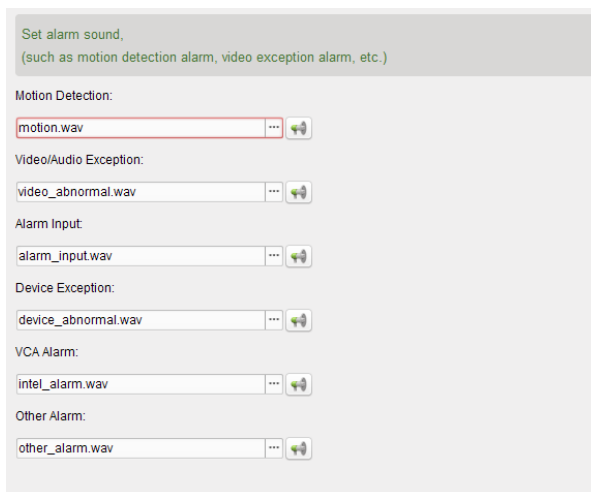 Set alarm sound,
(such as motion detection alarm, video exception alarm, etc.)
Motion Detection:
motion.wav ...
Video/Audio Exception:
video_abnormal.wav ...
Alarm Input:
alarm_input.wav ...
Device Exception:
device_abnormal.wav ...
VCA Alarm:
intel_alarm.wav ...
Other Alarm:
other_alarm.wav ...